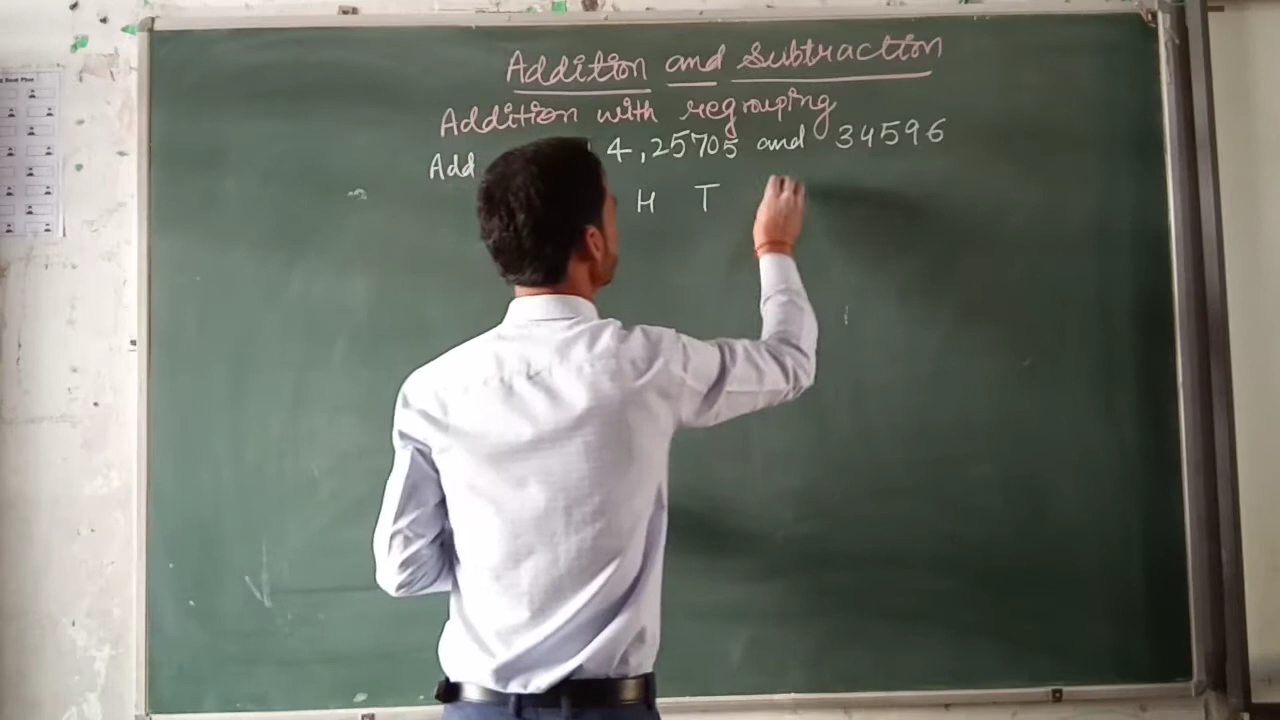 Addition and Subtraction
Addition with regrouping
Add 4,25705 and 34596
H T